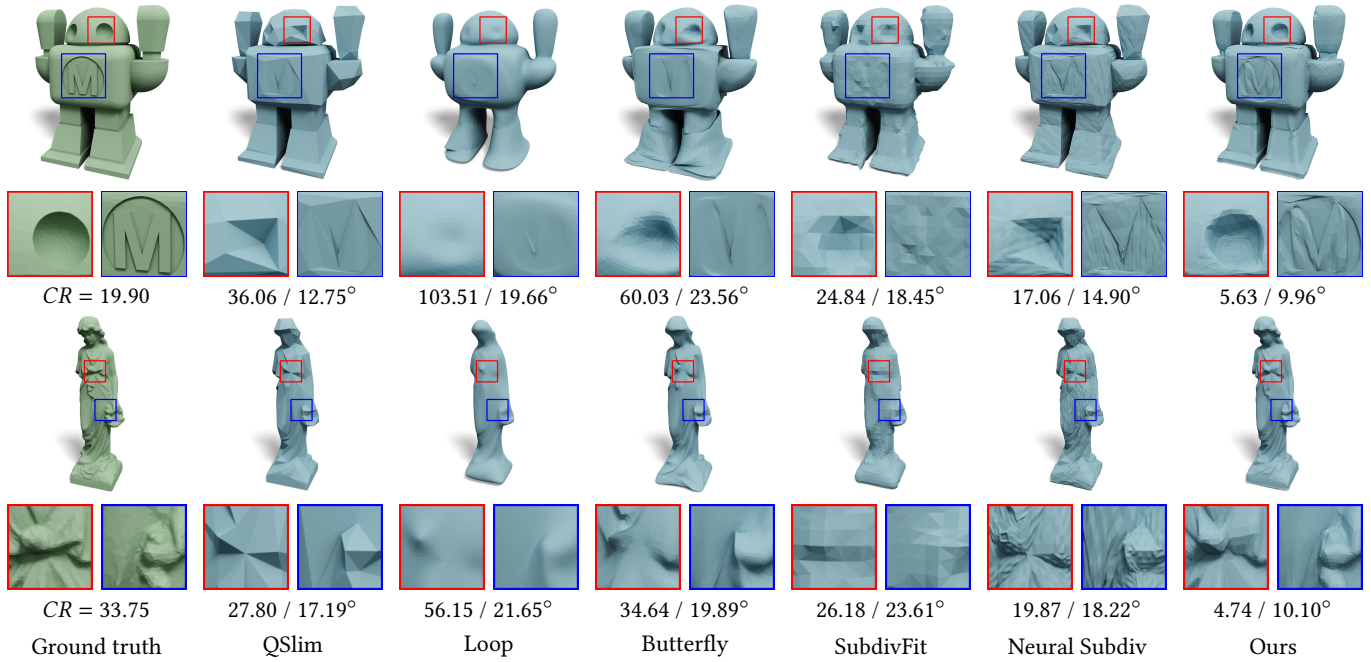 M
CR = 19.90 36.06 / 12.75° 103.51 / 19.66° 60.03 / 23.56° 24.84 / 18.45° 17.06 / 14.90° 5.63 / 9.96°
CR = 33.75 27.80 / 17.19° 56.15 / 21.65° 34.64 / 19.89° 26.18 / 23.61° 19.87 / 18.22° 4.74 / 10.10°
Ground truth QSlim Loop Butterfly SubdivFit Neural Subdiv Ours